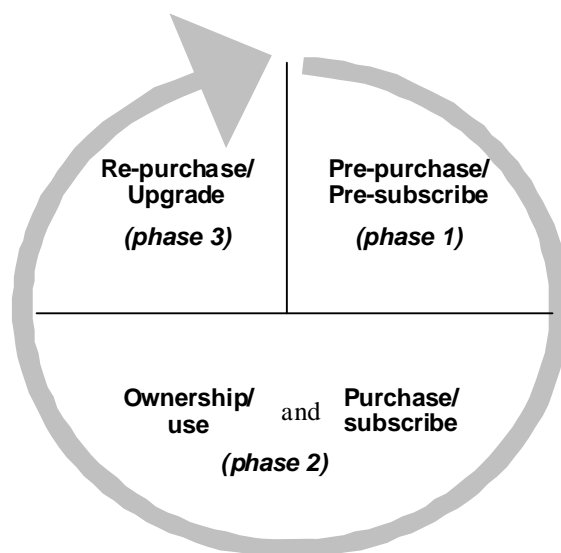 Re-purchase/
Upgrade
(phase 3)
Pre-purchase/
Pre-subscribe
(phase 1)
Ownership/
use
and
Purchase/
subscribe
(phase 2)